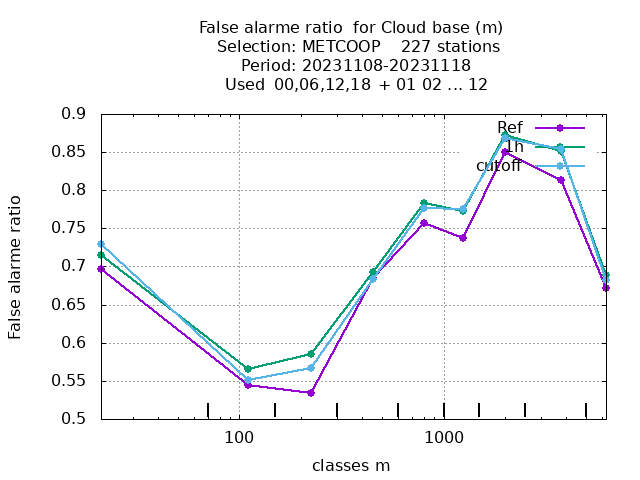 False alarme ratio  for Cloud base (m)
Selection: METCOOP    227 stations
Period: 20231108-20231118
Used  00,06,12,18 + 01 02 ... 12
Ref
1h
cutoff
0.9
0.85
0.8
0.75
0.7
0.65
0.6
0.55
0.5
False alarme ratio
100 1000
classes m